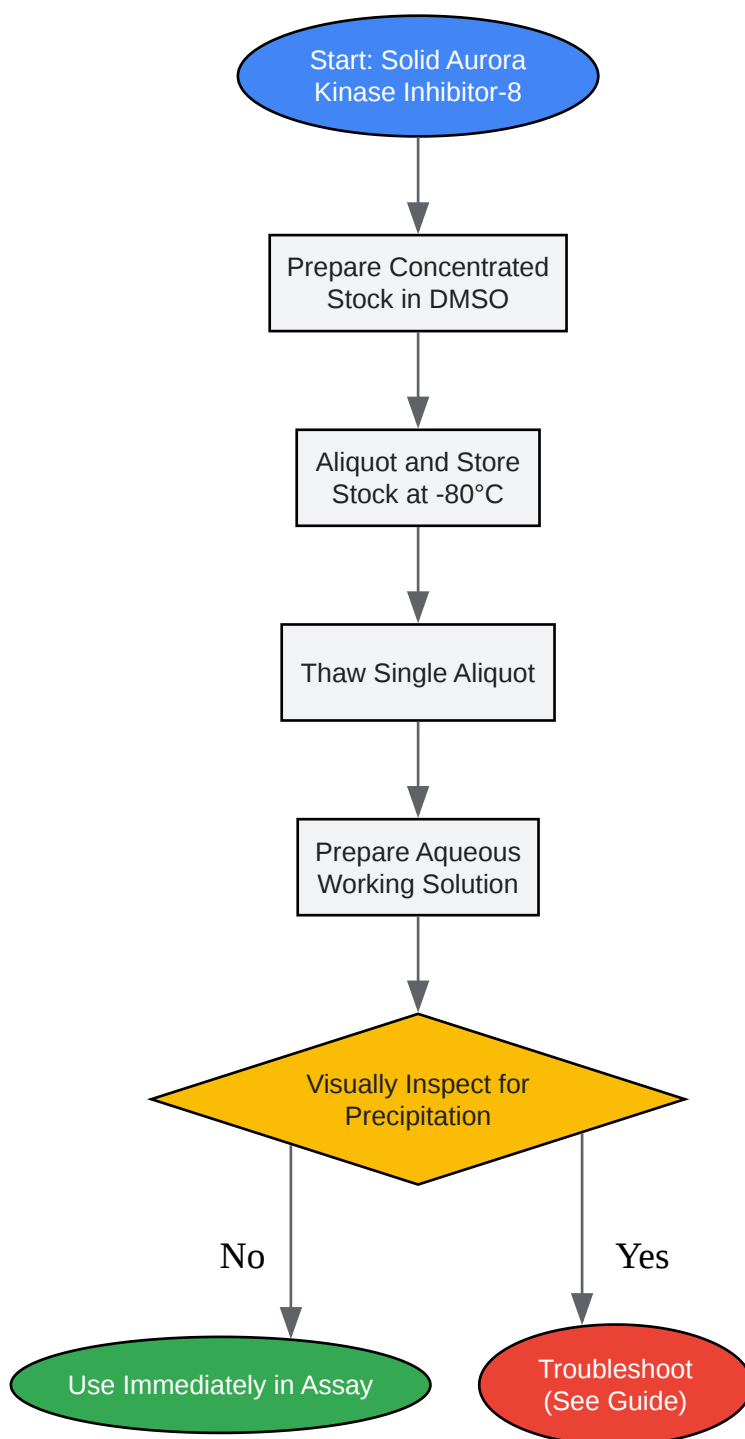 Start: Solid Aurora
Kinase Inhibitor-8
Prepare Concentrated
Stock in DMSO
Aliquot and Store
Stock at -80°C
Thaw Single Aliquot
Prepare Aqueous
Working Solution
Visually Inspect for
Precipitation
No
Yes
Use Immediately in Assay
Troubleshoot
(See Guide)